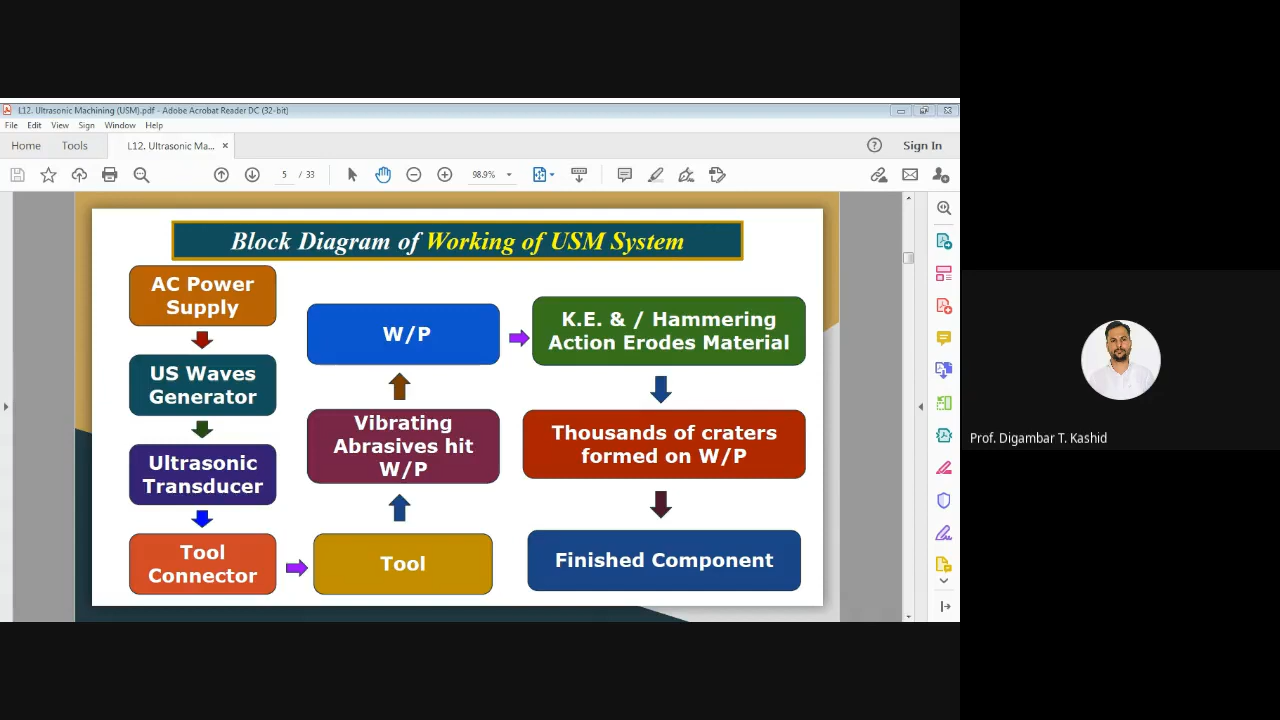 L12. Ultrasonic Machining (USM).pdf - Adobe Acrobat Reader DC (32-bit)
File Edit View Sign Window Help
Home Tools L12. Ultrasonic Ma... × Sign In
5 / 33 98.9%
Block Diagram of Working of USM System
AC Power
Supply
US Waves
Generator
Ultrasonic
Transducer
Tool
Connector
Tool
Vibrating
Abrasives hit
W/P
W/P
K.E. & / Hammering
Action Erodes Material
Thousands of craters
formed on W/P
Finished Component
Prof. Digambar T. Kashid